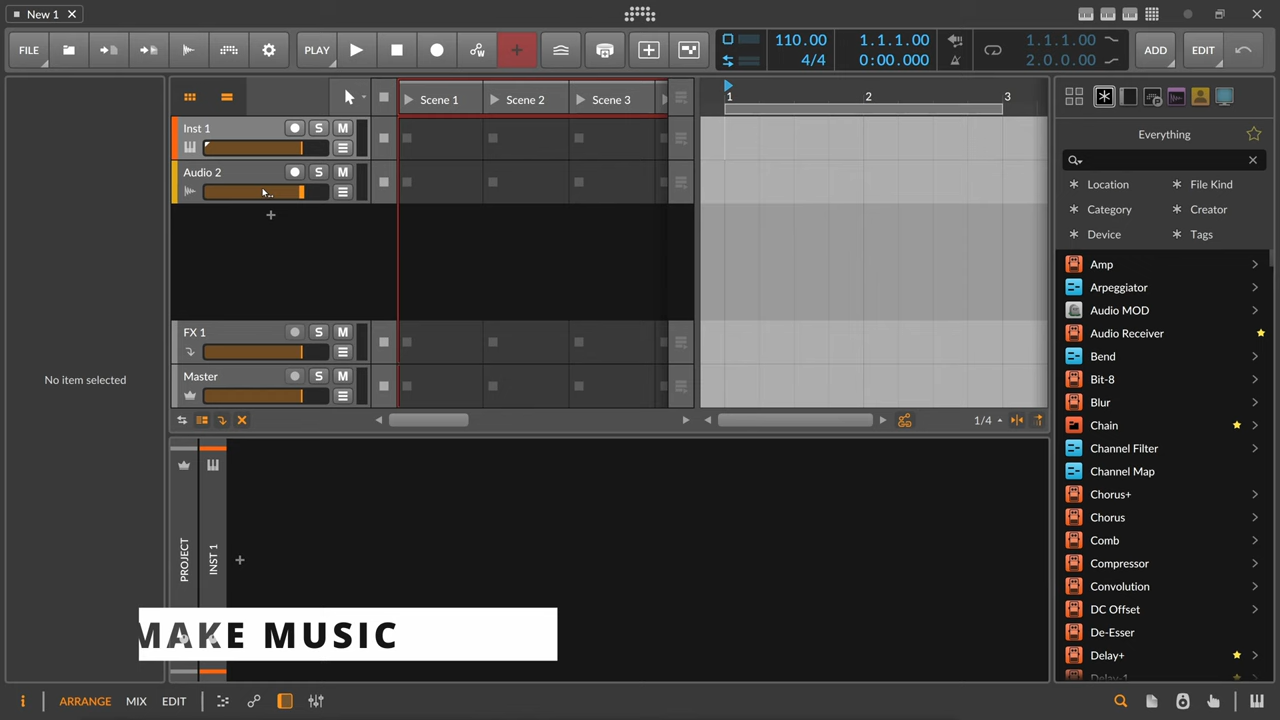 New 1
FILE
PLAY
110.00
4/4
1.1.1.00
0:00.000
1.1.1.00
2.0.0.00
ADD
EDIT
Scene 1
Scene 2
Scene 3
1
2
3
Everything
Inst 1
S
M
Audio 2
S
M
Location
File Kind
Category
Creator
Device
Tags
No item selected
FX 1
S
M
Master
S
M
1/4
Amp
Arpeggiator
Audio MOD
Audio Receiver
Bend
Bit-8
Blur
Chain
Channel Filter
Channel Map
Chorus+
Chorus
Comb
Compressor
Convolution
DC Offset
De-Esser
Delay+
Delay-1
PROJECT
INST 1
MAKE MUSIC
ARRANGE
MIX
EDIT